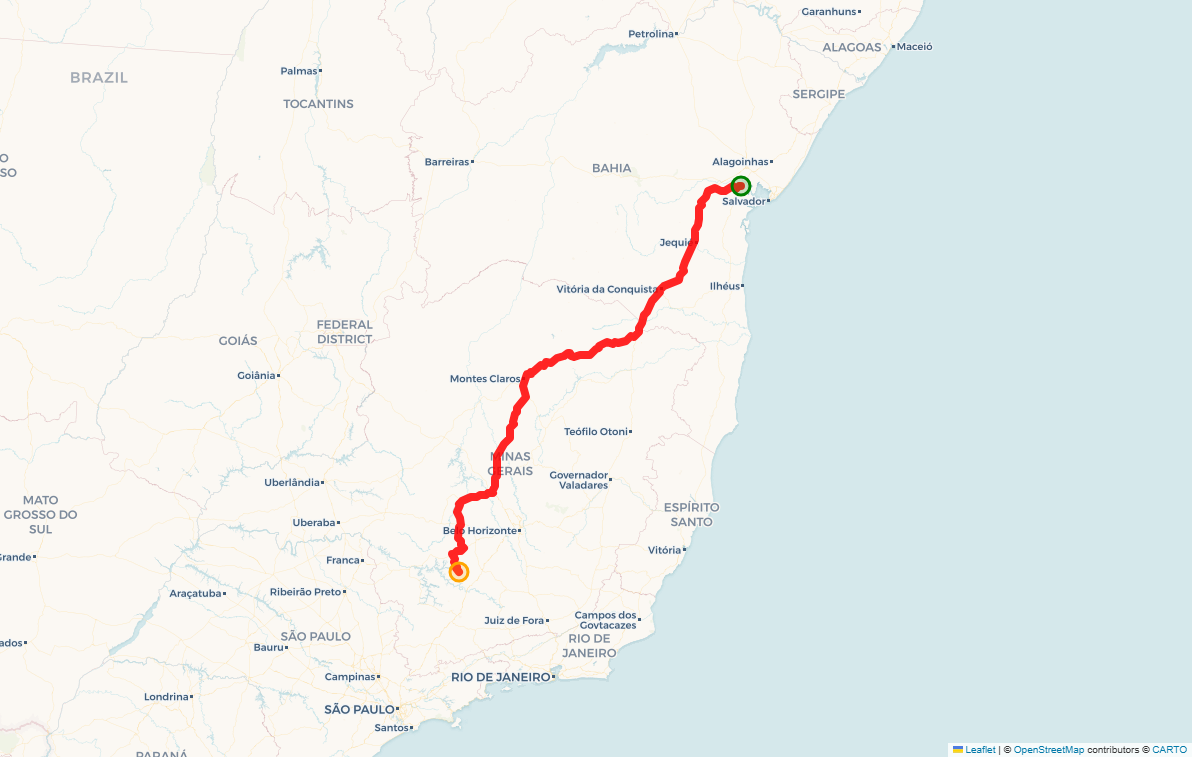 Garanhuns
Petrolina
ALAGOAS
Maceió
Palmas
BRAZIL
TOCANTINS
SERGIPE
O
SO
Barreiras
BAHIA
Alagoinhas
Salvador
Jequié
Vitória da Conquista
Ilhéus
FEDERAL
DISTRICT
GOIÁS
Goiânia
Montes Claros
Teófilo Otoni
MINAS
GERAIS
Governador
Valadares
Uberlândia
MATO
GROSSO DO
SUL
ESPÍRITO
SANTO
Uberaba
Belo Horizonte
Vitória
Grande
Franca
Araçatuba
Ribeirão Preto
Juiz de Fora
Campos dos
Govtacazes
SÃO PAULO
RIO DE
JANEIRO
ados
Bauru
Campinas
RIO DE JANEIRO
Londrina
SÃO PAULO
Santos
PARANÁ
Leaflet | © OpenStreetMap contributors © CARTO